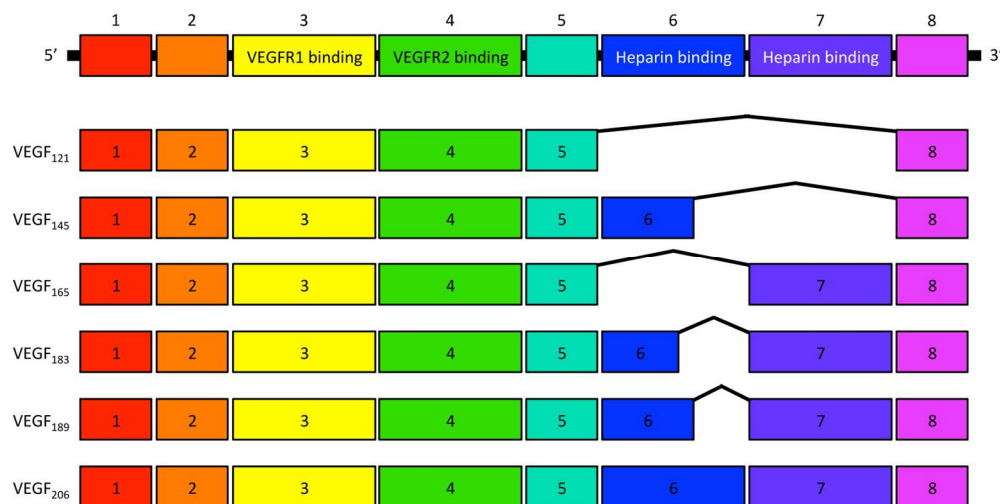 1 2 3 4 5 6 7 8
5’ VEGFR1 binding VEGFR2 binding Heparin binding Heparin binding 3’
VEGF₁₂₁ 1 2 3 4 5 8
VEGF₁₄₅ 1 2 3 4 5 6 8
VEGF₁₆₅ 1 2 3 4 5 7 8
VEGF₁₈₃ 1 2 3 4 5 6 7 8
VEGF₁₈₉ 1 2 3 4 5 6 7 8
VEGF₂₀₆ 1 2 3 4 5 6 7 8